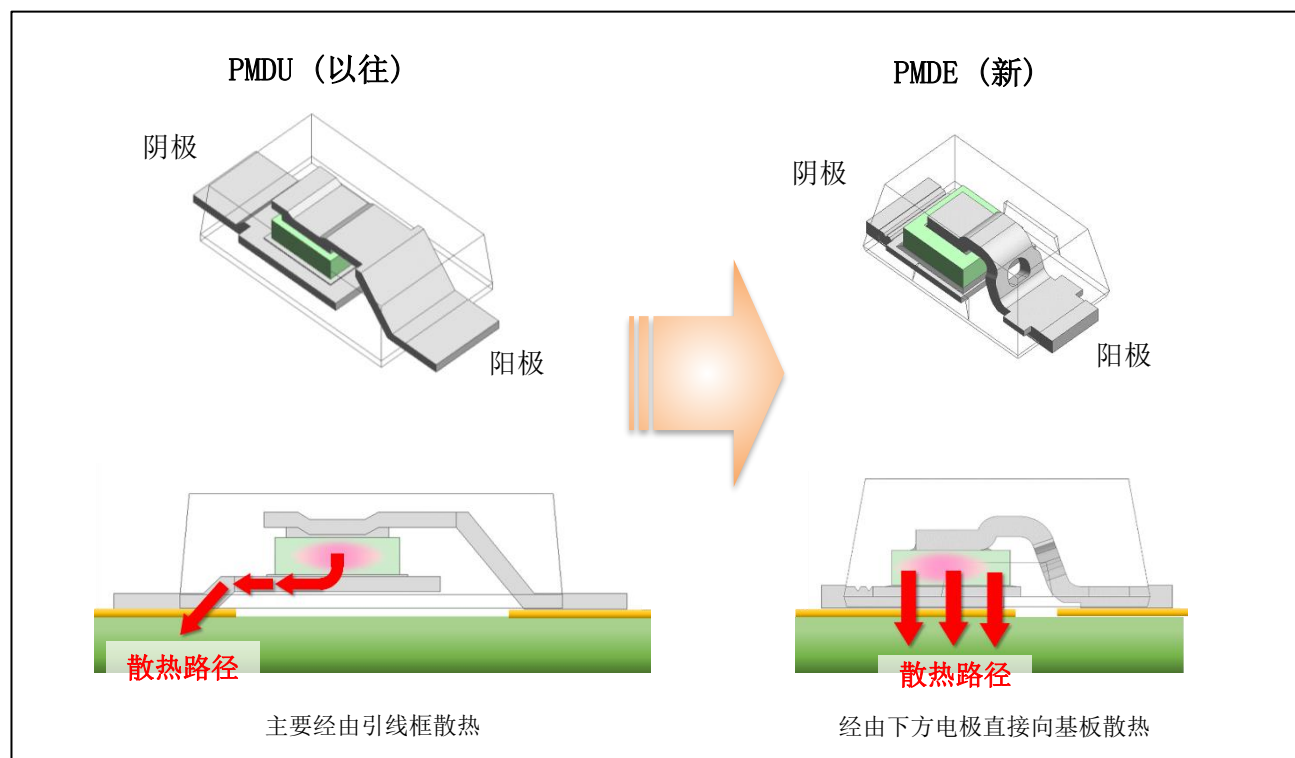 PMDU (以往)
PMDE (新)
阴极
阳极
阴极
阳极
散热路径
散热路径
主要经由引线框散热
经由下方电极直接向基板散热